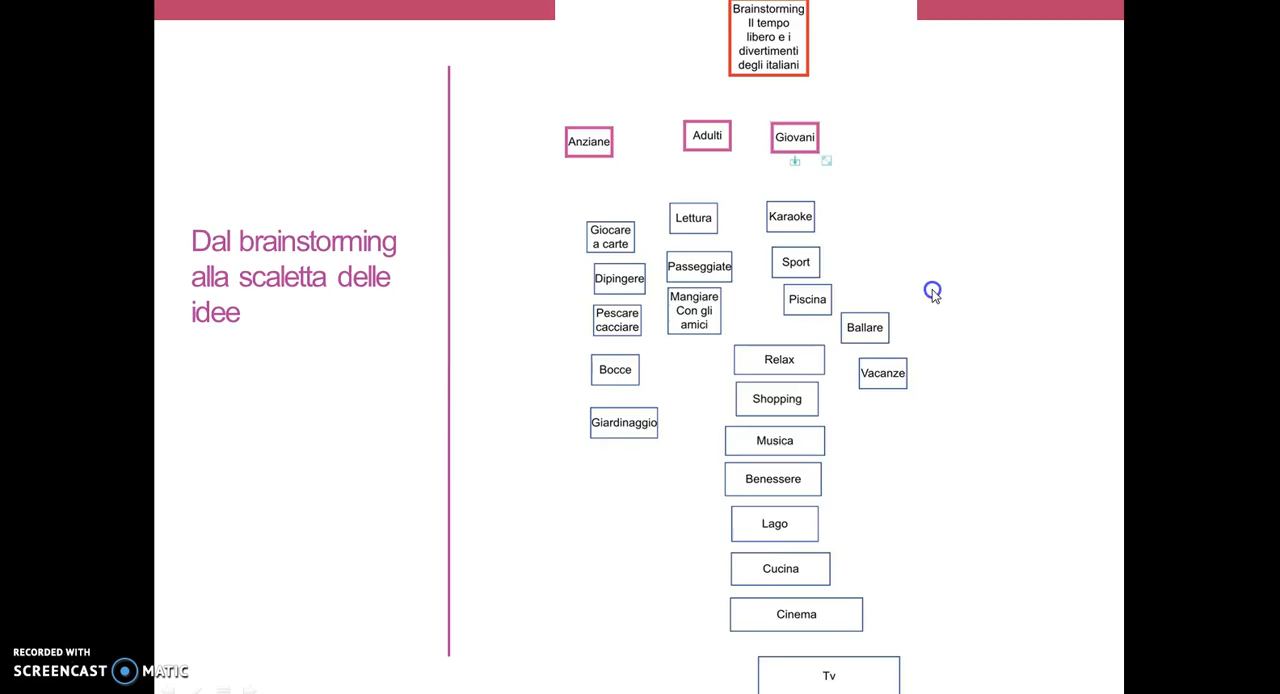 Brainstorming
Il tempo
libero e i
divertimenti
degli italiani
Anziane
Adulti
Giovani
Dal brainstorming
alla scaletta delle
idee
Giocare
a carte
Dipingere
Pescare
cacciare
Bocce
Giardinaggio
Lettura
Passeggiate
Mangiare
Con gli
amici
Karaoke
Sport
Piscina
Ballare
Vacanze
Relax
Shopping
Musica
Benessere
Lago
Cucina
Cinema
Tv
RECORDED WITH
SCREENCAST MATIC